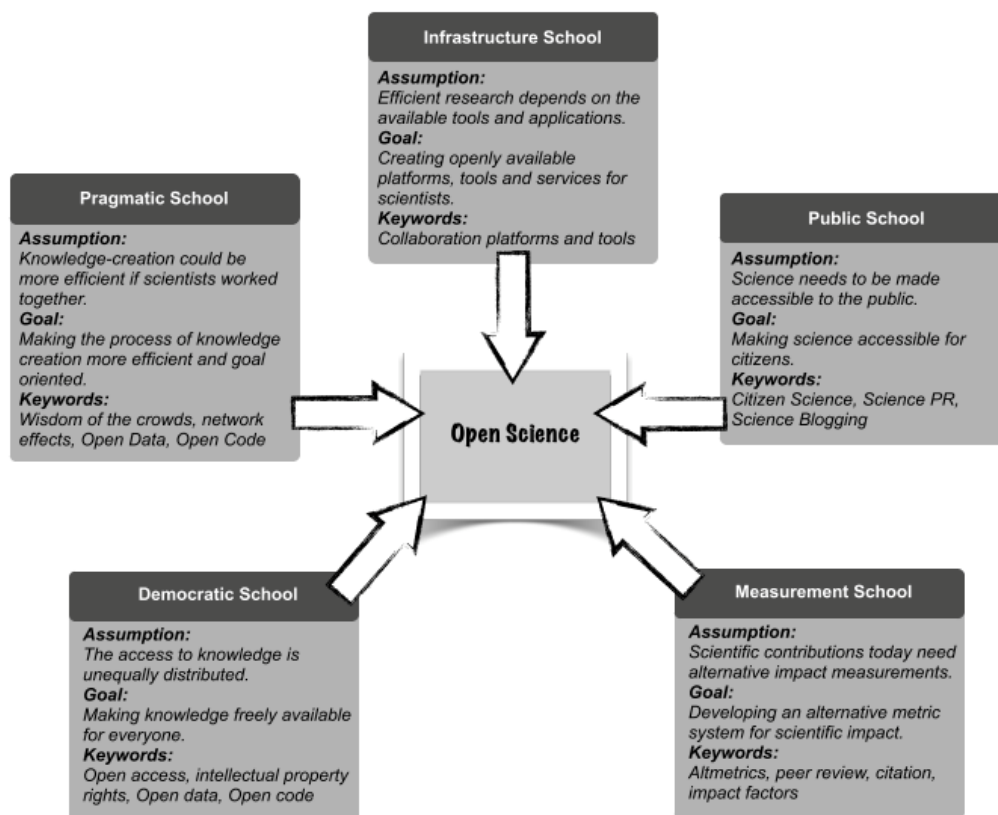 Infrastructure School
Assumption:
Efficient research depends on the
available tools and applications.
Goal:
Creating openly available
platforms, tools and services for
scientists.
Keywords:
Collaboration platforms and tools
Pragmatic School
Assumption:
Knowledge-creation could be
more efficient if scientists worked
together.
Goal:
Making the process of knowledge
creation more efficient and goal
oriented.
Keywords:
Wisdom of the crowds, network
effects, Open Data, Open Code
Public School
Assumption:
Science needs to be made
accessible to the public.
Goal:
Making science accessible for
citizens.
Keywords:
Citizen Science, Science PR,
Science Blogging
Open Science
Democratic School
Assumption:
The access to knowledge is
unequally distributed.
Goal:
Making knowledge freely available
for everyone.
Keywords:
Open access, intellectual property
rights, Open data, Open code
Measurement School
Assumption:
Scientific contributions today need
alternative impact measurements.
Goal:
Developing an alternative metric
system for scientific impact.
Keywords:
Altmetrics, peer review, citation,
impact factors